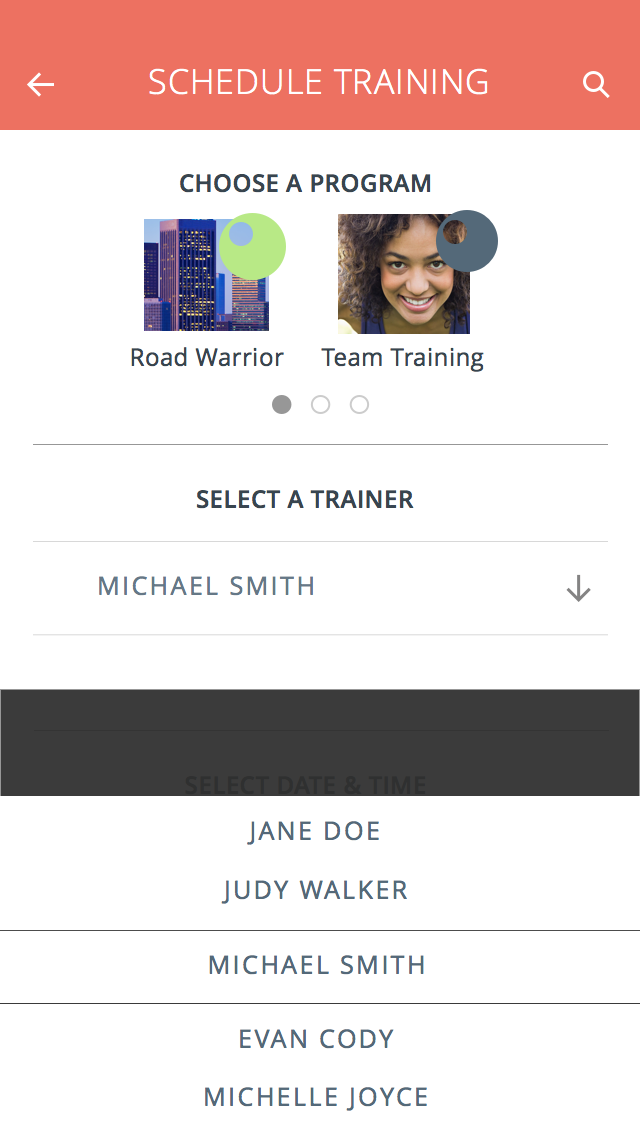 SCHEDULE TRAINING
CHOOSE A PROGRAM
Road Warrior Team Training
SELECT A TRAINER
MICHAEL SMITH
SELECT DATE & TIME
JANE DOE
JUDY WALKER
MICHAEL SMITH
EVAN CODY
MICHELLE JOYCE